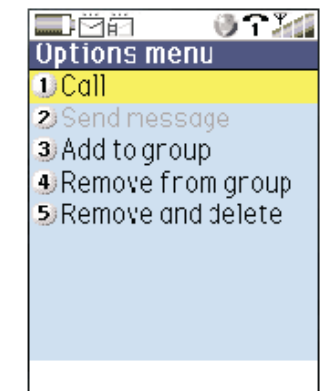 Options menu
1 Call
2 Send message
3 Add to group
4 Remove from group
5 Remove and delete